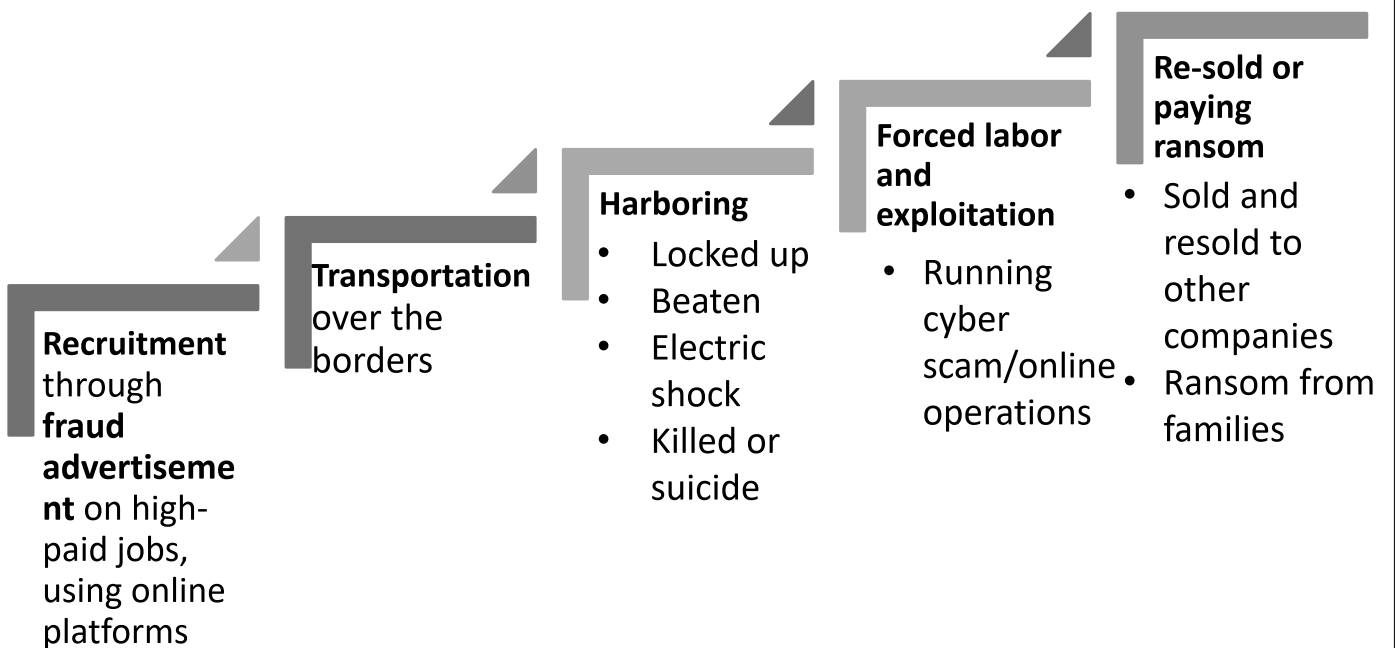 Recruitment
through
fraud
advertiseme
nt on high-
paid jobs,
using online
platforms
Transportation
over the
borders
Harboring
• Locked up
• Beaten
• Electric
shock
• Killed or
suicide
Forced labor
and
exploitation
• Running
cyber
scam/online
operations
Re-sold or
paying
ransom
• Sold and
resold to
other
companies
• Ransom from
families